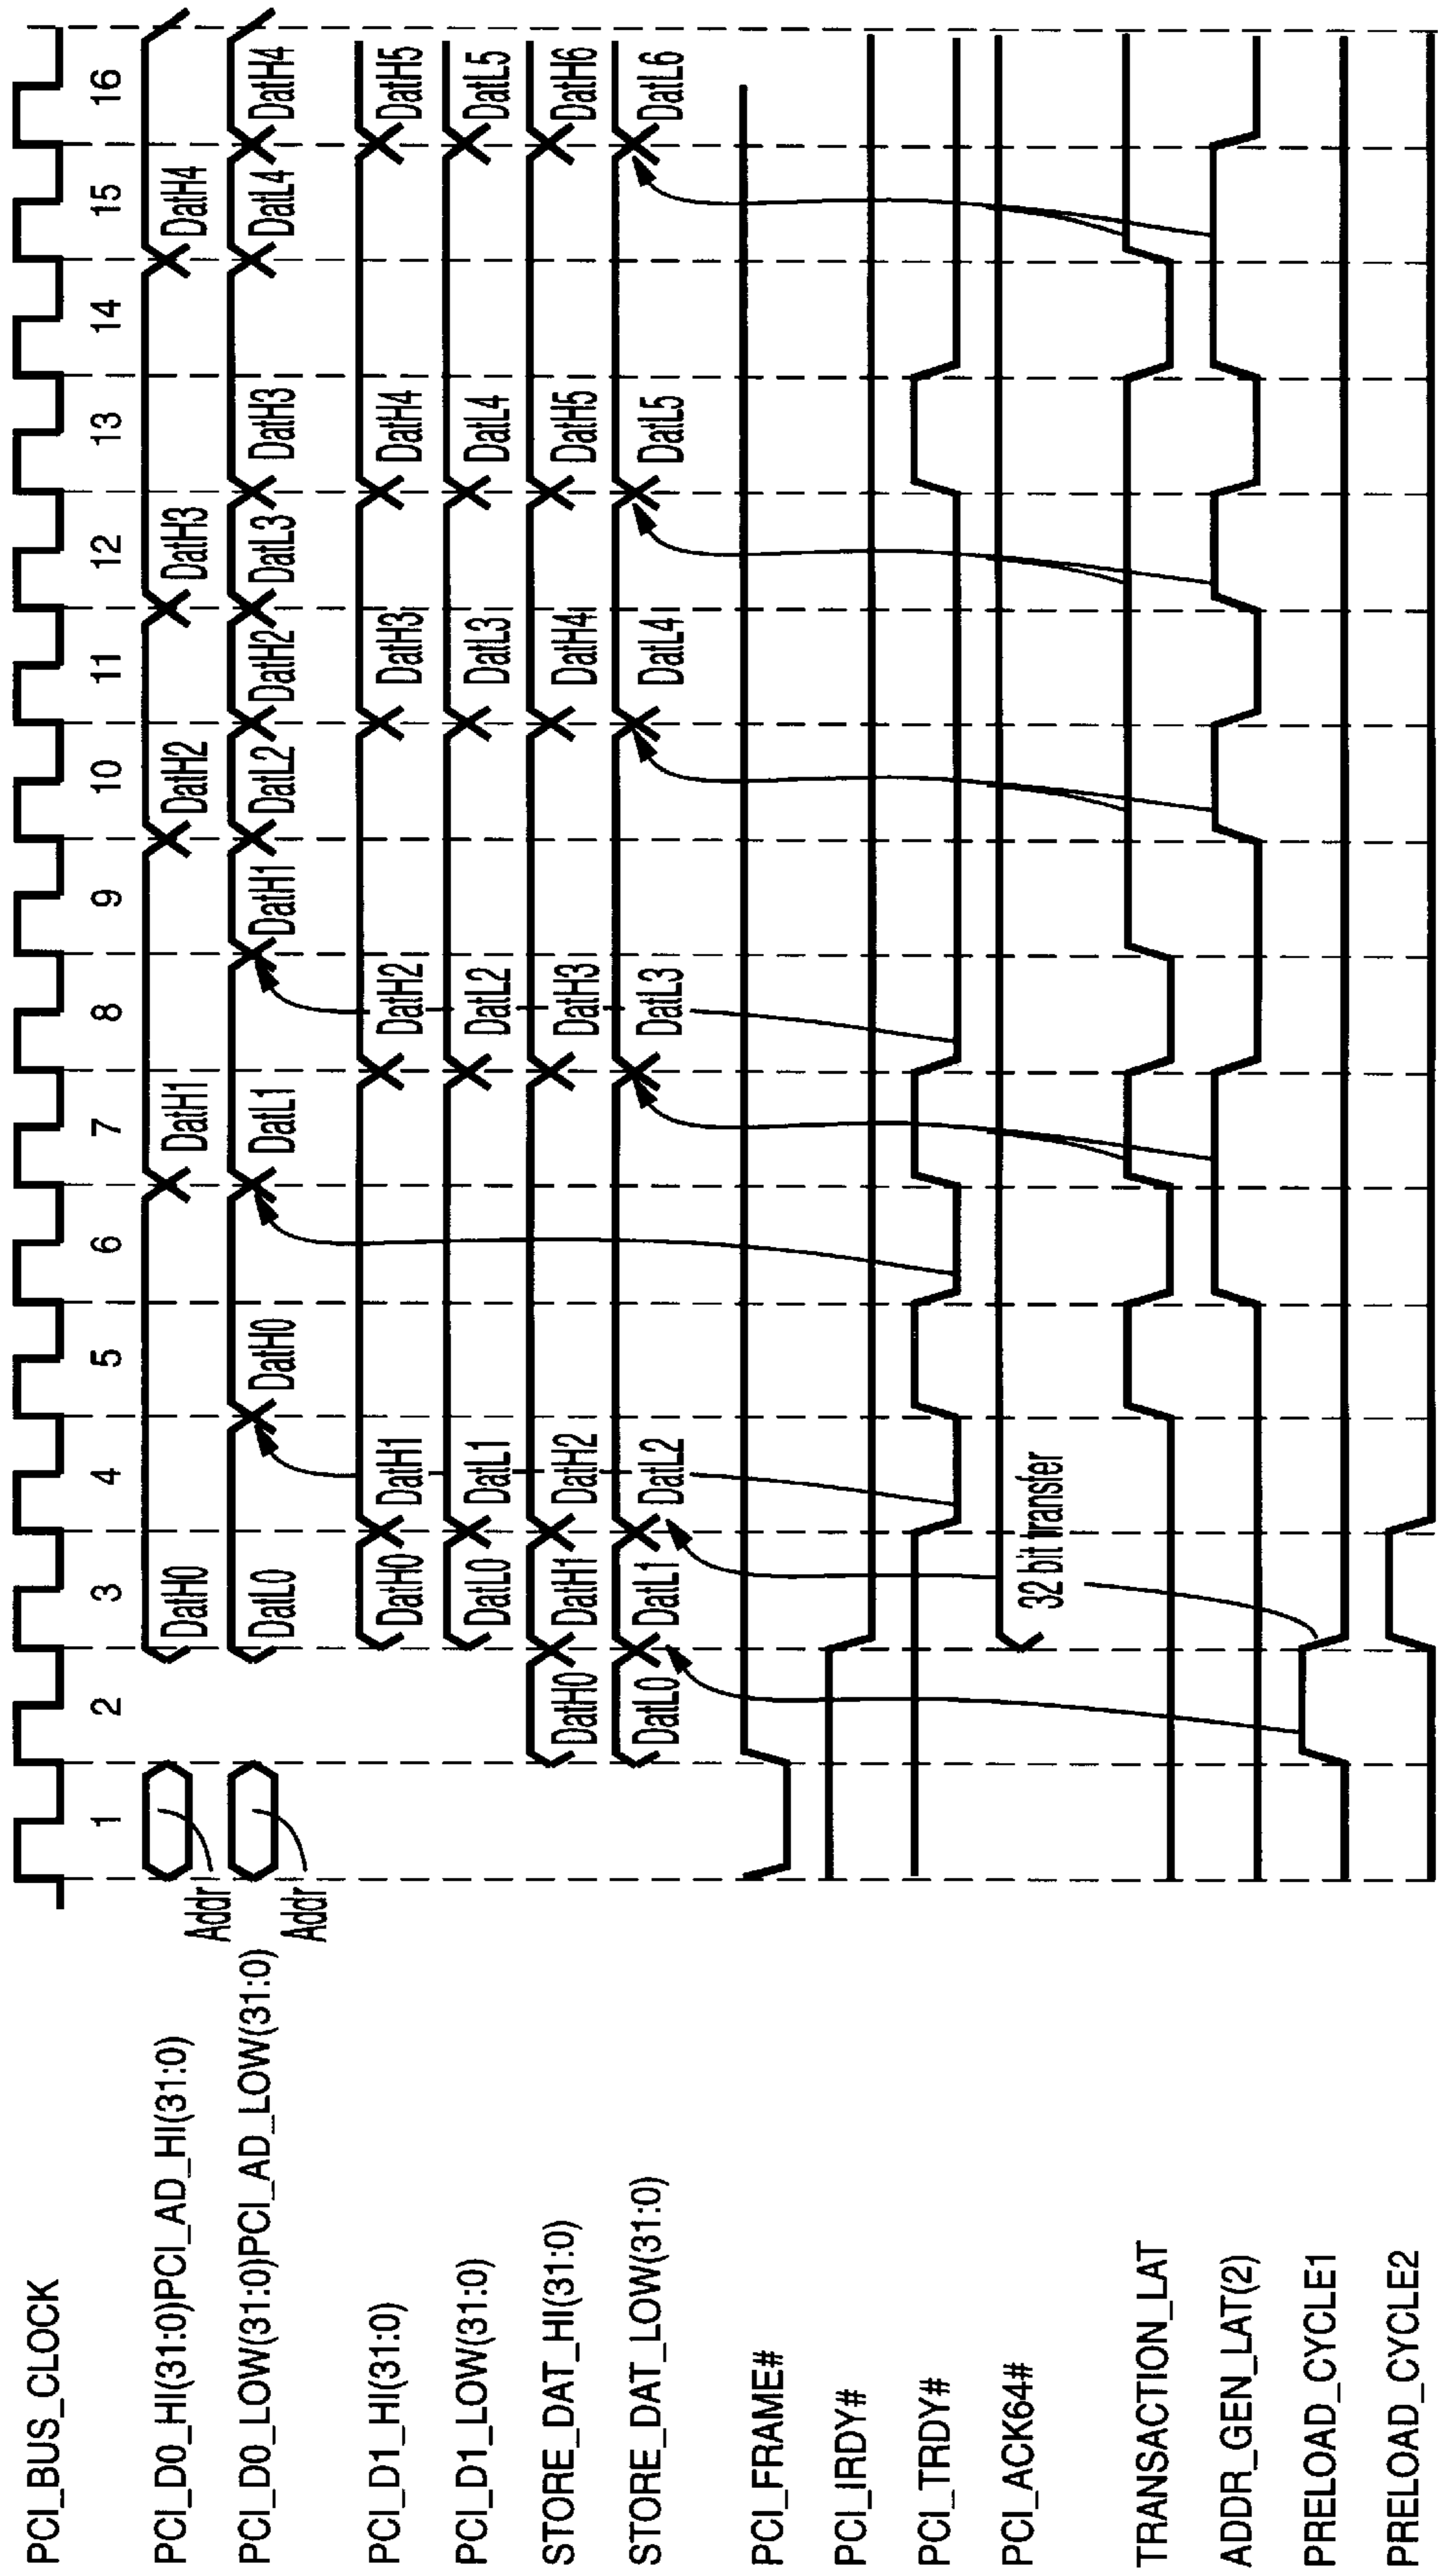 PCI_BUS_CLOCK 1 2 3 4 5 6 7 8 9 10 11 12 13 14 15 16
PCI_D0_HI(31:0)PCI_AD_HI(31:0) DatH0 DatH1 DatH2 DatH3 DatH4
Addr
PCI_D0_LOW(31:0)PCI_AD_LOW(31:0) DatL0 DatH0 DatL1 DatH1 DatL2 DatH2 DatL3 DatH3 DatL4 DatH4
Addr
PCI_D1_HI(31:0) DatH0 DatH1 DatH2 DatH3 DatH4 DatH5
PCI_D1_LOW(31:0) DatL0 DatL1 DatL2 DatL3 DatL4 DatL5
STORE_DAT_HI(31:0) DatH0 DatH1 DatH2 DatH3 DatH4 DatH5 DatH6
STORE_DAT_LOW(31:0) DatL0 DatL1 DatL2 DatL3 DatL4 DatL5 DatL6
PCI_FRAME#
PCI_IRDY#
PCI_TRDY#
PCI_ACK64# 32 bit transfer
TRANSACTION_LAT
ADDR_GEN_LAT(2)
PRELOAD_CYCLE1
PRELOAD_CYCLE2